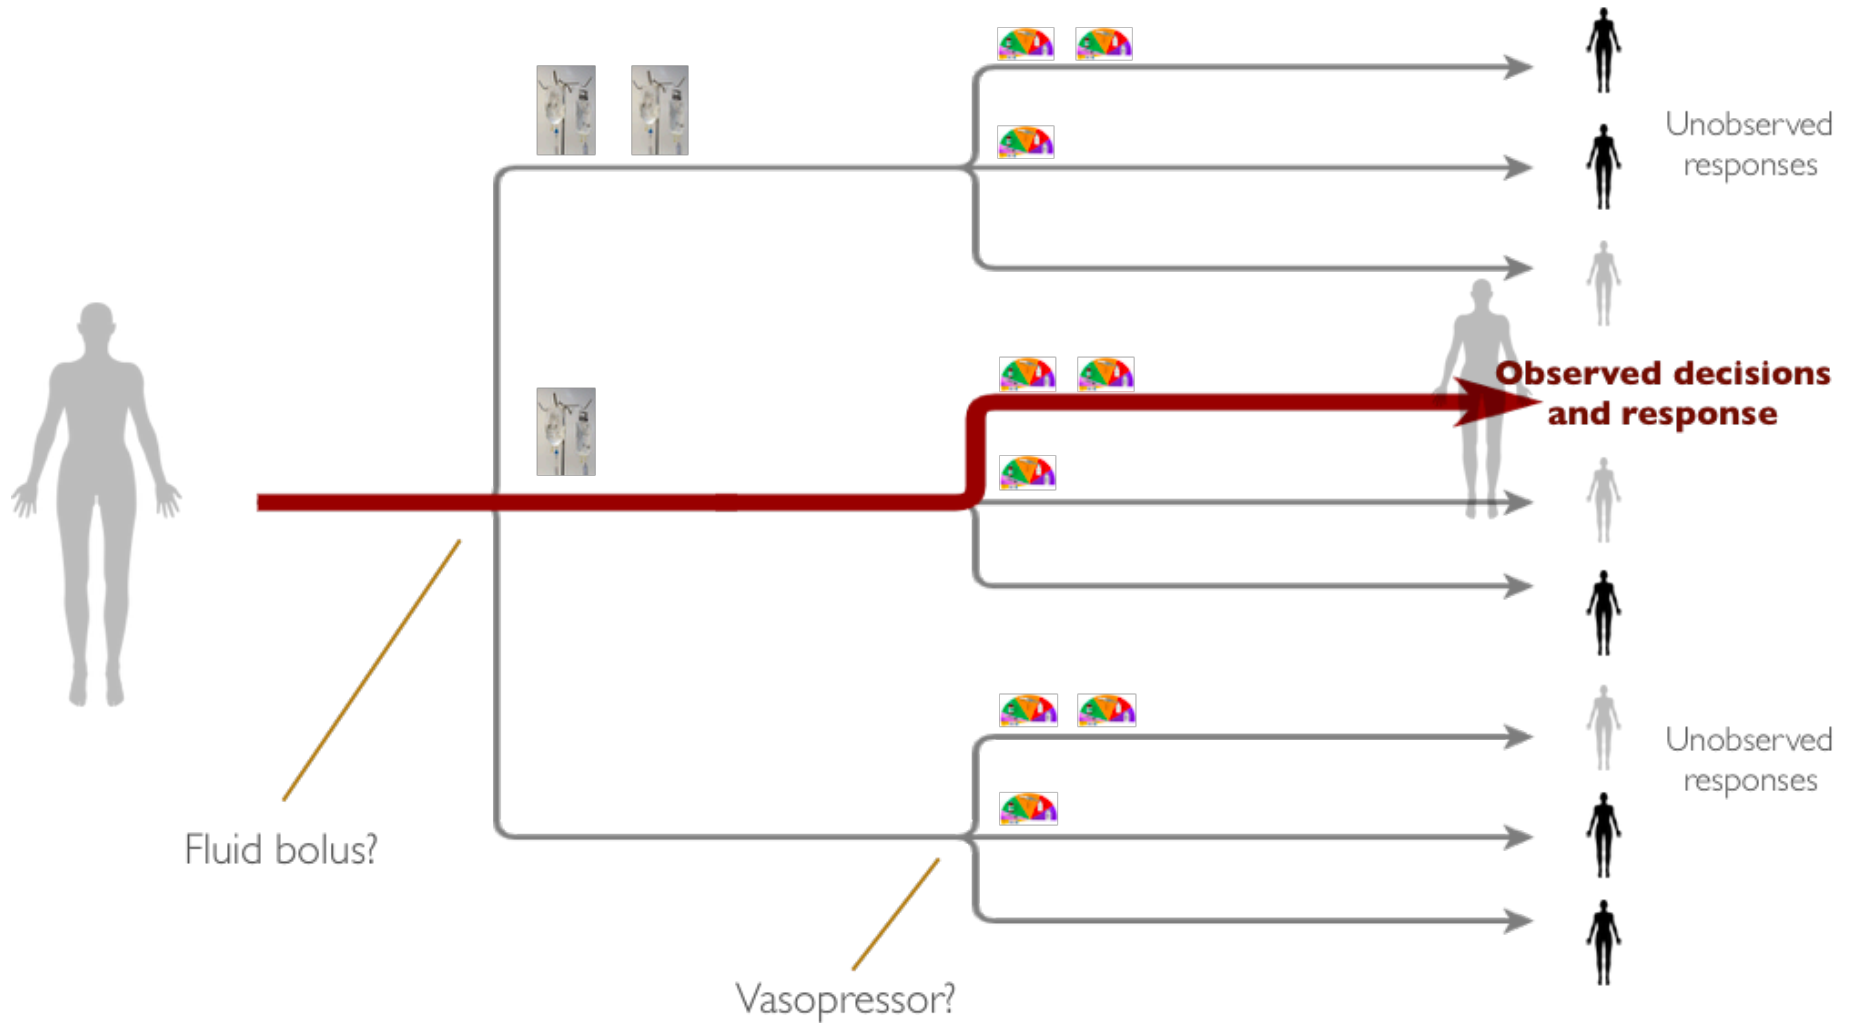 Unobserved
responses
Observed decisions
and response
Unobserved
responses
Fluid bolus?
Vasopressor?